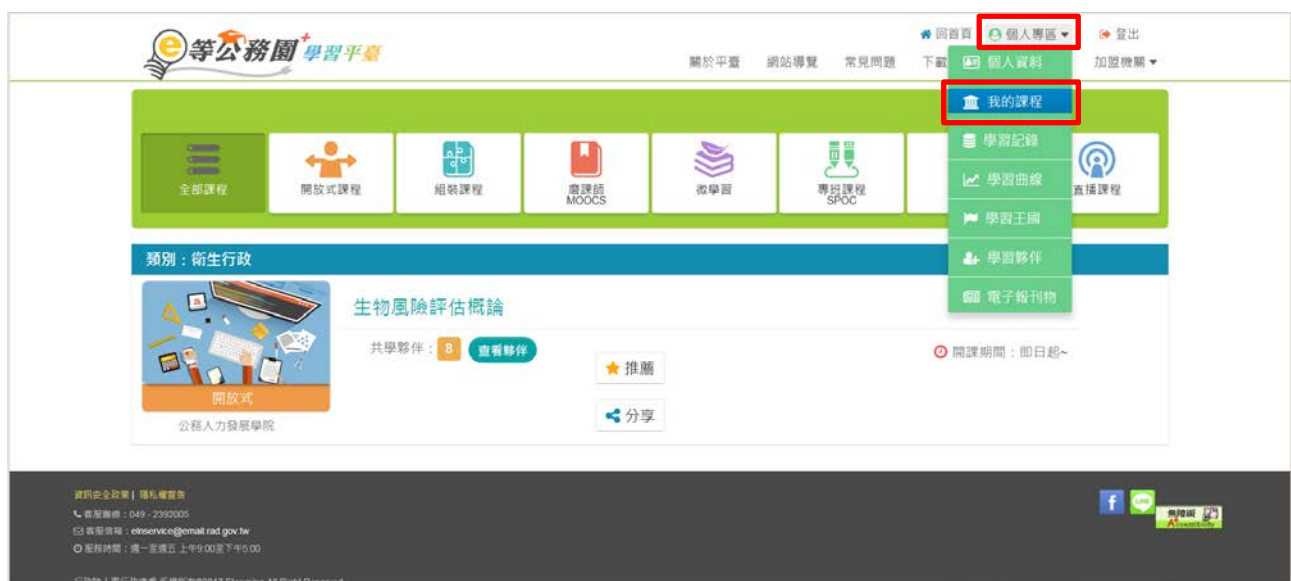 e等公務園+學習平臺
回首頁 個人專區 登出
關於平臺 網站導覽 常見問題 下載 加盟機關
個人資料
我的課程
學習記錄
學習曲線
學習王國
學習夥伴
電子報刊物
全部課程
開放式課程
組裝課程
磨課師
MOOCS
微學習
專班課程
SPOC
直播課程
類別：衛生行政
生物風險評估概論
共學夥伴： 8 查看夥伴
推薦
開課期間：即日起~
分享
開放式
公務人力發展學院
資訊安全政策 | 隱私權宣告
客服專線：049 - 2392005
客服信箱：elnservice@email.rad.gov.tw
服務時間：週一至週五 上午9:00至下午5:00
無障礙
Accessibility